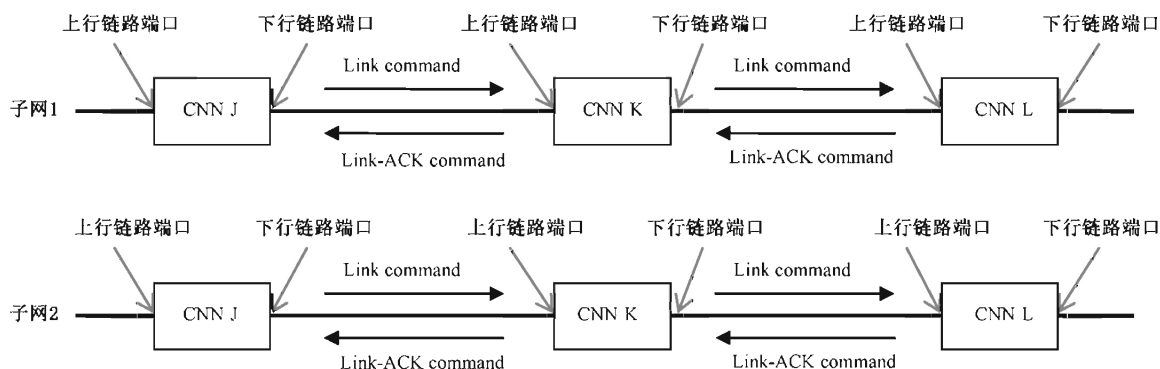 上行链路端口 下行链路端口 上行链路端口 下行链路端口 上行链路端口 下行链路端口
Link command Link command
子网1 CNN J CNN K CNN L
Link-ACK command Link-ACK command
上行链路端口 下行链路端口 上行链路端口 下行链路端口 上行链路端口 下行链路端口
Link command Link command
子网2 CNN J CNN K CNN L
Link-ACK command Link-ACK command